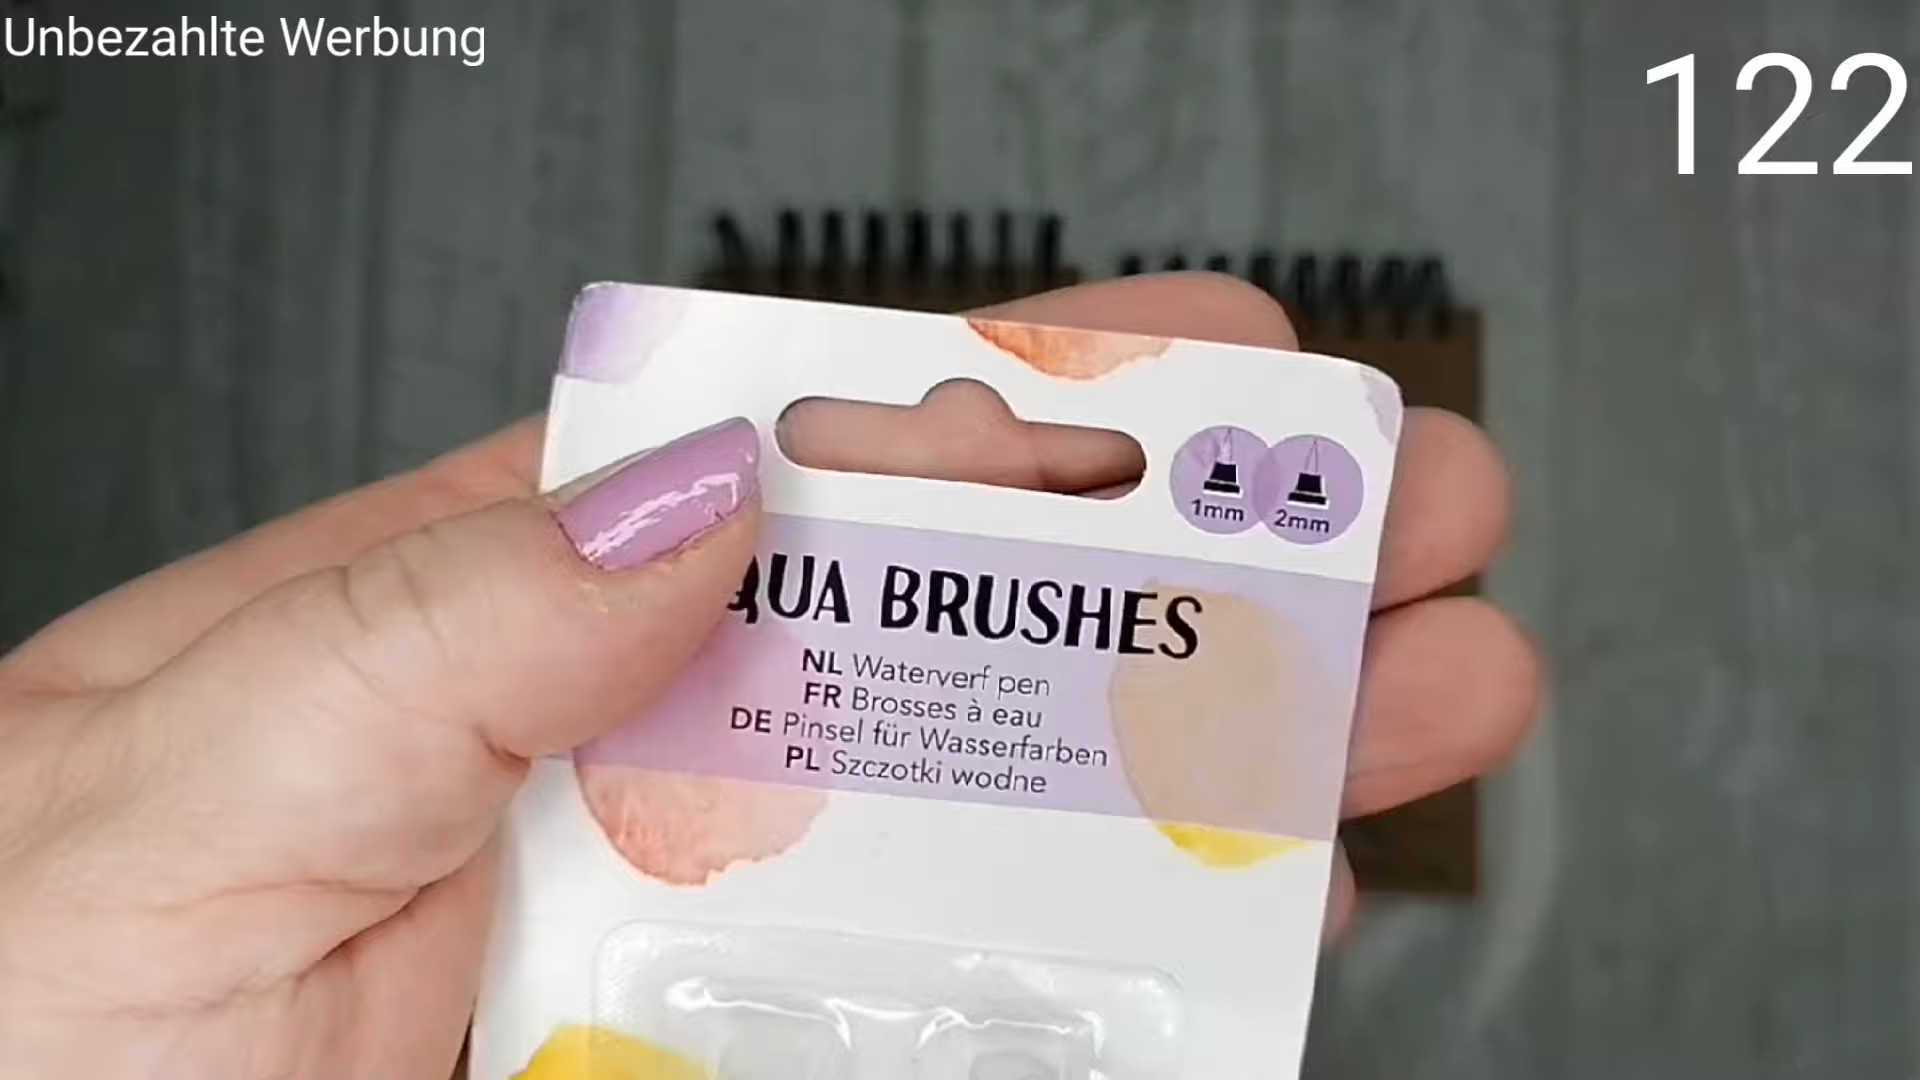 Unbezahlte Werbung
122
1mm 2mm
QUA BRUSHES
NL Waterverf pen
FR Brosses à eau
DE Pinsel für Wasserfarben
PL Szczotki wodne